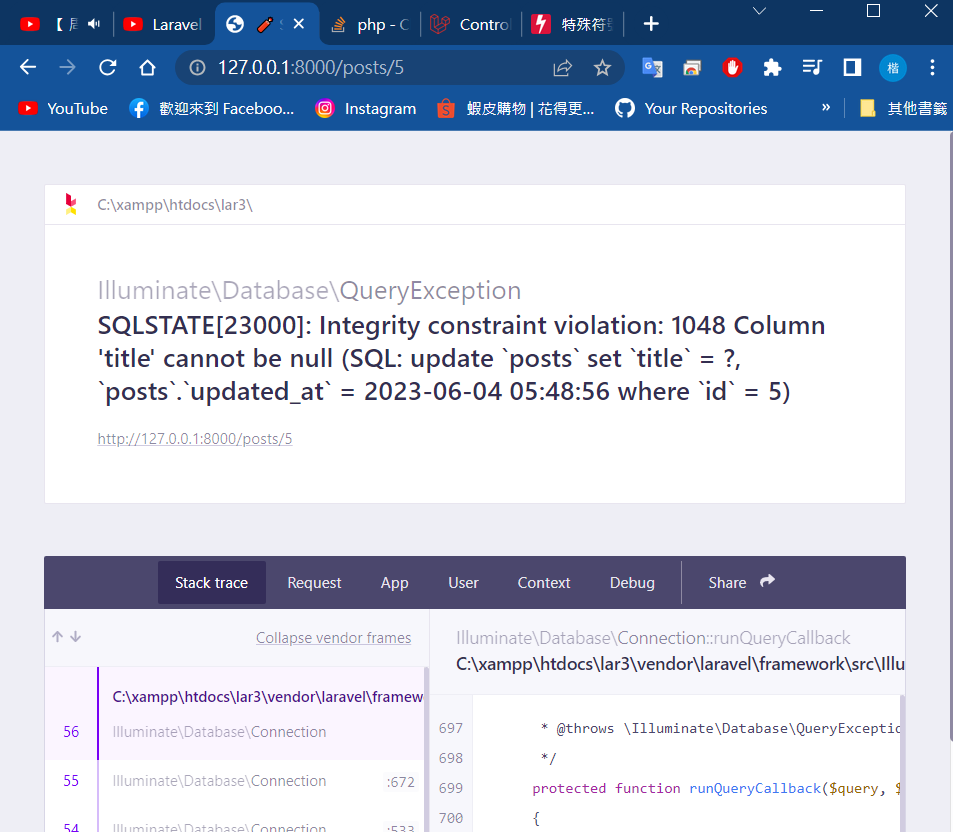 【 
Laravel
php - C
Control
特殊符
127.0.0.1:8000/posts/5
楷
YouTube
歡迎來到 Faceboo...
Instagram
蝦皮購物 | 花得更...
Your Repositories
»
其他書籤
C:\xampp\htdocs\lar3\
Illuminate\Database\QueryException
SQLSTATE[23000]: Integrity constraint violation: 1048 Column
'title' cannot be null (SQL: update `posts` set `title` = ?,
`posts`.`updated_at` = 2023-06-04 05:48:56 where `id` = 5)
http://127.0.0.1:8000/posts/5
Stack trace
Request
App
User
Context
Debug
Share
Collapse vendor frames
C:\xampp\htdocs\lar3\vendor\laravel\framew
56
Illuminate\Database\Connection
55
Illuminate\Database\Connection
:672
54
Illuminate\Database\Connection
:533
Illuminate\Database\Connection::runQueryCallback
C:\xampp\htdocs\lar3\vendor\laravel\framework\src\Illu
697 * @throws \Illuminate\Database\QueryExceptio
698 */
699 protected function runQueryCallback($query, $
700 {